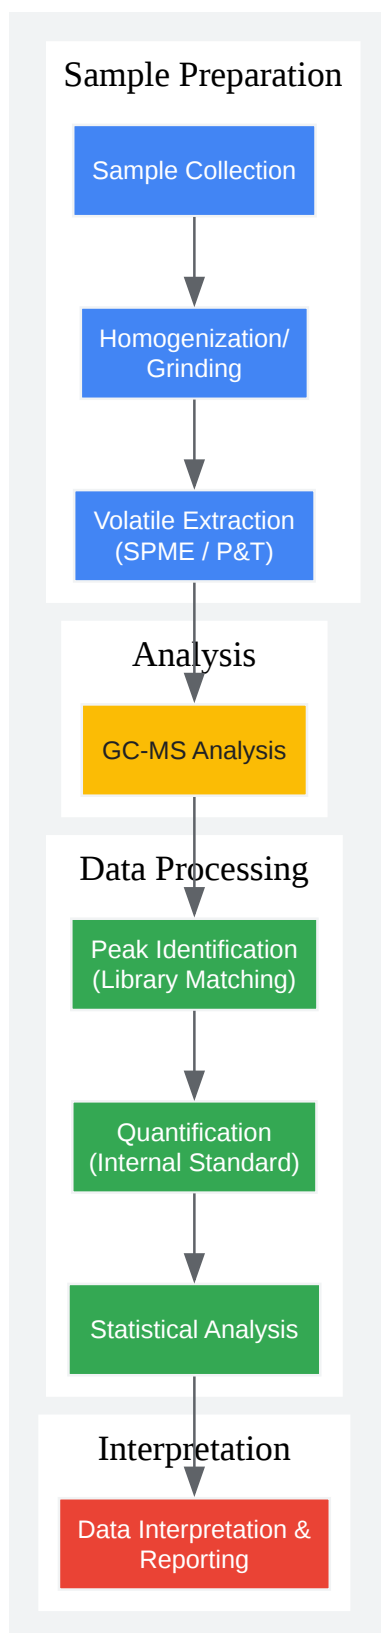 Sample Preparation
Sample Collection
Homogenization/
Grinding
Volatile Extraction
(SPME / P&T)
Analysis
GC-MS Analysis
Data Processing
Peak Identification
(Library Matching)
Quantification
(Internal Standard)
Statistical Analysis
Interpretation
Data Interpretation &
Reporting